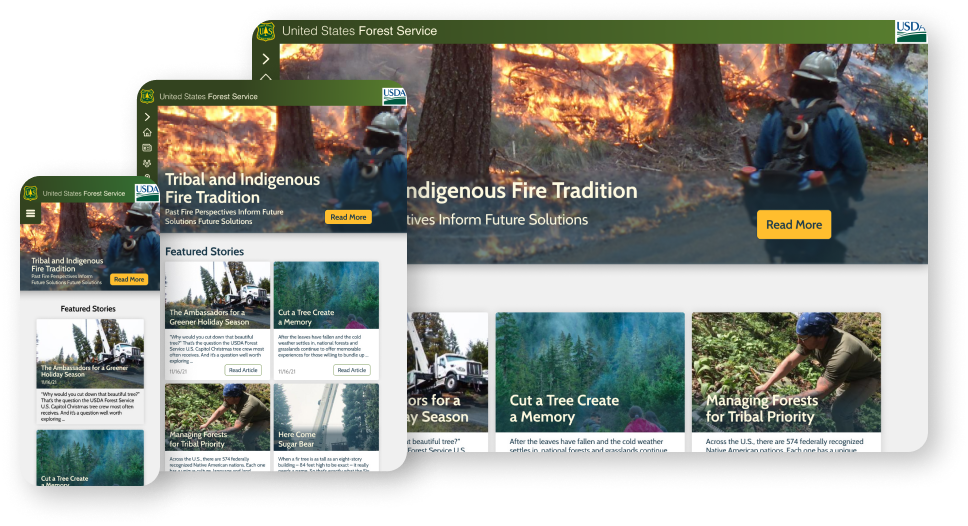 United States Forest Service
USDA
ndigenous Fire Tradition
tives Inform Future Solutions
Read More
ors for a
ay Season
t beautiful tree?"
Forest Service U.S.
Cut a Tree Create
a Memory
After the leaves have fallen and the cold weather
settles in, national forests and grasslands continue
Managing Forests
for Tribal Priority
Across the U.S., there are 574 federally recognized
Native American nations. Each one has a unique
United States Forest Service
USDA
Tribal and Indigenous
Fire Tradition
Past Fire Perspectives Inform Future
Solutions Future Solutions
Read More
Featured Stories
The Ambassadors for a
Greener Holiday Season
"Why would you cut down that beautiful
tree?" That's the question the USDA Forest
Service U.S. Capitol Christmas tree crew most
often receives. And it's a question well worth
exploring ...
11/16/21
Read Article
Cut a Tree Create
a Memory
After the leaves have fallen and the cold
weather settles in, national forests and
grasslands continue to offer memorable
experiences for those willing to bundle up ...
11/16/21
Read Article
Managing Forests
for Tribal Priority
Across the U.S., there are 574 federally
recognized Native American nations. Each one
has a unique culture, language and land
Here Come
Sugar Bear
When a fir tree is as tall as an eight-story
building – 84 feet high to be exact – it really
United States Forest Service
USDA
Tribal and Indigenous
Fire Tradition
Past Fire Perspectives Inform
Future Solutions Future Solutions
Read More
Featured Stories
The Ambassadors for a Greener
Holiday Season
11/16/21
"Why would you cut down that beautiful tree?"
That's the question the USDA Forest Service
U.S. Capitol Christmas tree crew most often
receives. And it's a question well worth
exploring ...
Cut a Tree Create
a Memory